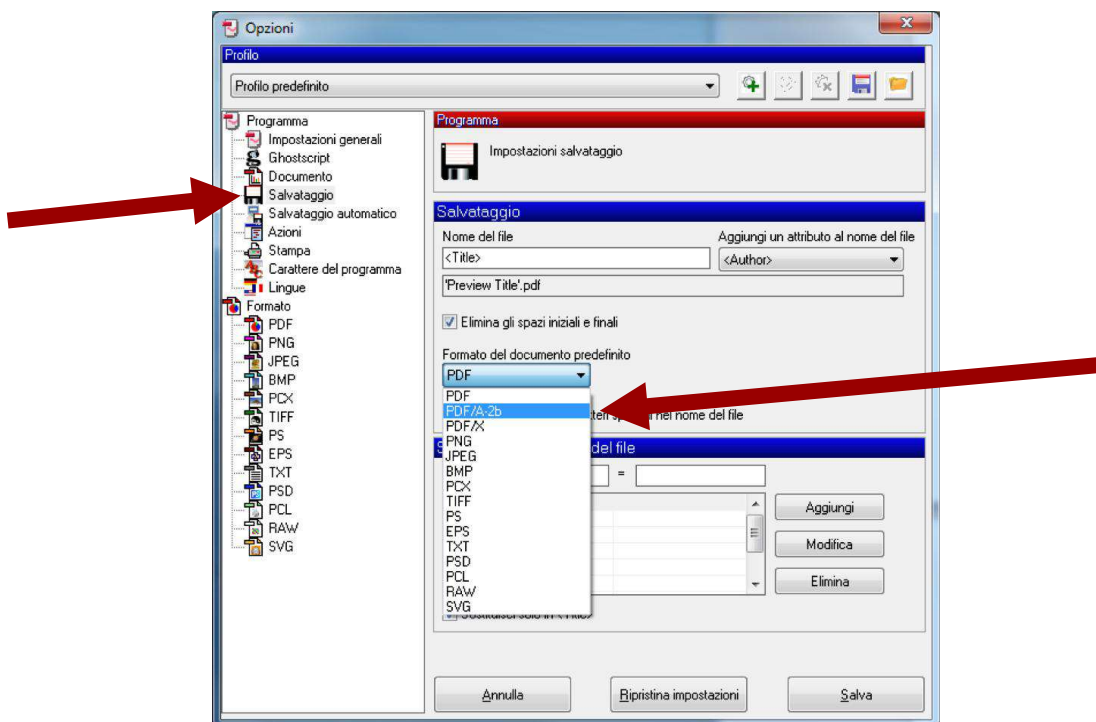 Opzioni
Profilo
Profilo predefinito
Programma
Impostazioni generali
Ghostscript
Documento
Salvataggio
Salvataggio automatico
Azioni
Stampa
Carattere del programma
Lingue
Formato
PDF
PNG
JPEG
BMP
PCX
TIFF
PS
EPS
TXT
PSD
PCL
RAW
SVG
Programma
Impostazioni salvataggio
Salvataggio
Nome del file
Aggiungi un attributo al nome del file
<Title>
<Author>
'Preview Title'.pdf
Elimina gli spazi iniziali e finali
Formato del documento predefinito
PDF
PDF
PDF/A-2b
PDF/X
PNG
JPEG
BMP
PCX
TIFF
PS
EPS
TXT
PSD
PCL
RAW
SVG
nel nome del file
del file
=
Aggiungi
Modifica
Elimina
Annulla
Ripristina impostazioni
Salva